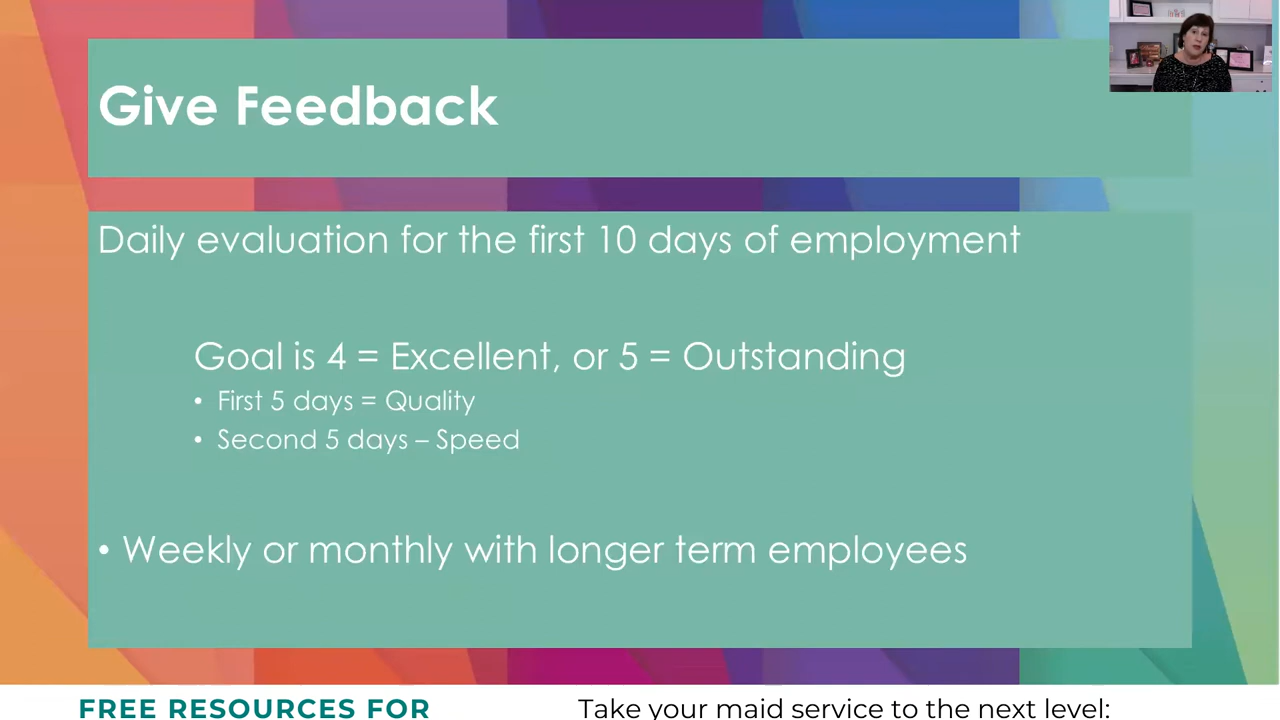 Give Feedback
Daily evaluation for the first 10 days of employment
Goal is 4 = Excellent, or 5 = Outstanding
• First 5 days = Quality
• Second 5 days – Speed
• Weekly or monthly with longer term employees
FREE RESOURCES FOR
Take your maid service to the next level: